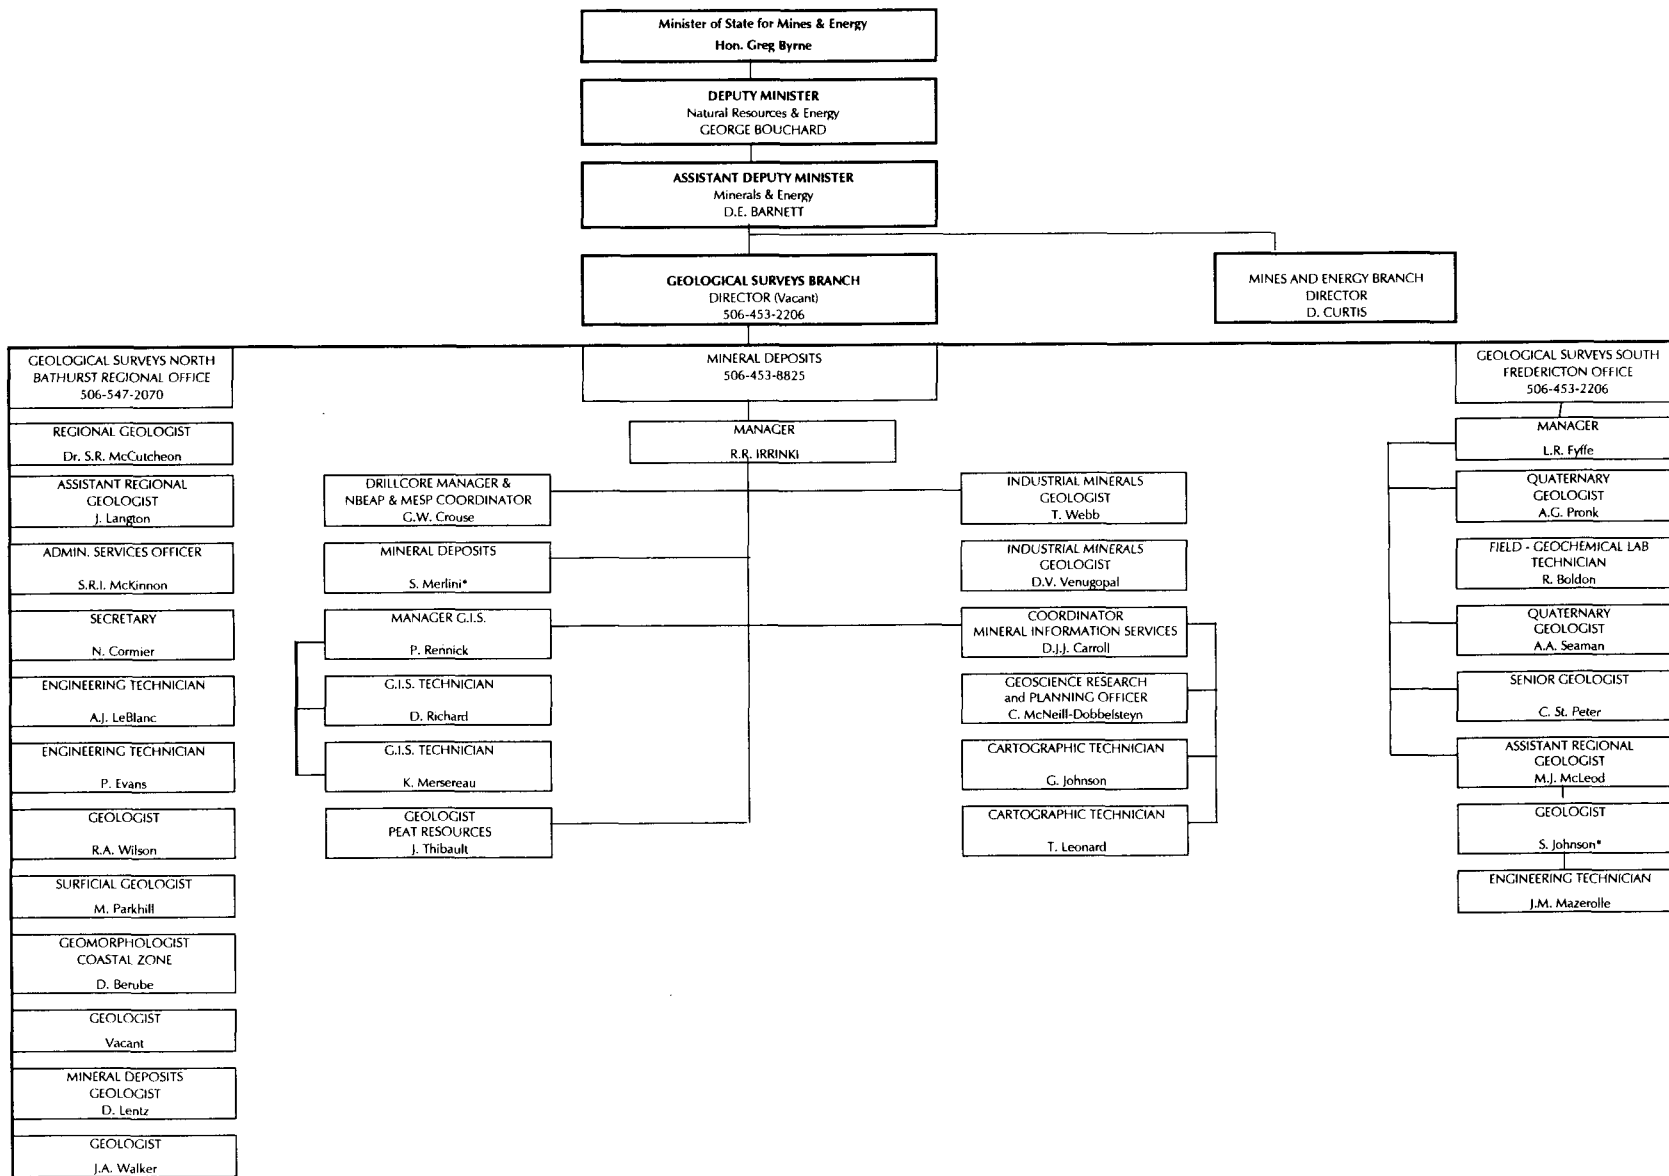 Minister of State for Mines & Energy
Hon. Greg Byrne
DEPUTY MINISTER
Natural Resources & Energy
GEORGE BOUCHARD
ASSISTANT DEPUTY MINISTER
Minerals & Energy
D.E. BARNETT
GEOLOGICAL SURVEYS BRANCH
DIRECTOR (Vacant)
506-453-2206
MINES AND ENERGY BRANCH
DIRECTOR
D. CURTIS
GEOLOGICAL SURVEYS NORTH
BATHURST REGIONAL OFFICE
506-547-2070
REGIONAL GEOLOGIST
Dr. S.R. McCutcheon
ASSISTANT REGIONAL
GEOLOGIST
J. Langton
ADMIN. SERVICES OFFICER
S.R.I. McKinnon
SECRETARY
N. Cormier
ENGINEERING TECHNICIAN
A.J. LeBlanc
ENGINEERING TECHNICIAN
P. Evans
GEOLOGIST
R.A. Wilson
SURFICIAL GEOLOGIST
M. Parkhill
GEOMORPHOLOGIST
COASTAL ZONE
D. Berube
GEOLOGIST
Vacant
MINERAL DEPOSITS
GEOLOGIST
D. Lentz
GEOLOGIST
J.A. Walker
MINERAL DEPOSITS
506-453-8825
MANAGER
R.R. IRRINKI
DRILLCORE MANAGER &
NBEAP & MESP COORDINATOR
G.W. Crouse
MINERAL DEPOSITS
S. Merlini*
MANAGER G.I.S.
P. Rennick
G.I.S. TECHNICIAN
D. Richard
G.I.S. TECHNICIAN
K. Mersereau
GEOLOGIST
PEAT RESOURCES
J. Thibault
INDUSTRIAL MINERALS
GEOLOGIST
T. Webb
INDUSTRIAL MINERALS
GEOLOGIST
D.V. Venugopal
COORDINATOR
MINERAL INFORMATION SERVICES
D.J.J. Carroll
GEOSCIENCE RESEARCH
and PLANNING OFFICER
C. McNeill-Dobbelsteyn
CARTOGRAPHIC TECHNICIAN
G. Johnson
CARTOGRAPHIC TECHNICIAN
T. Leonard
GEOLOGICAL SURVEYS SOUTH
FREDERICTON OFFICE
506-453-2206
MANAGER
L.R. Fyffe
QUATERNARY
GEOLOGIST
A.G. Pronk
FIELD - GEOCHEMICAL LAB
TECHNICIAN
R. Boldon
QUATERNARY
GEOLOGIST
A.A. Seaman
SENIOR GEOLOGIST
C. St. Peter
ASSISTANT REGIONAL
GEOLOGIST
M.J. McLeod
GEOLOGIST
S. Johnson*
ENGINEERING TECHNICIAN
J.M. Mazerolle